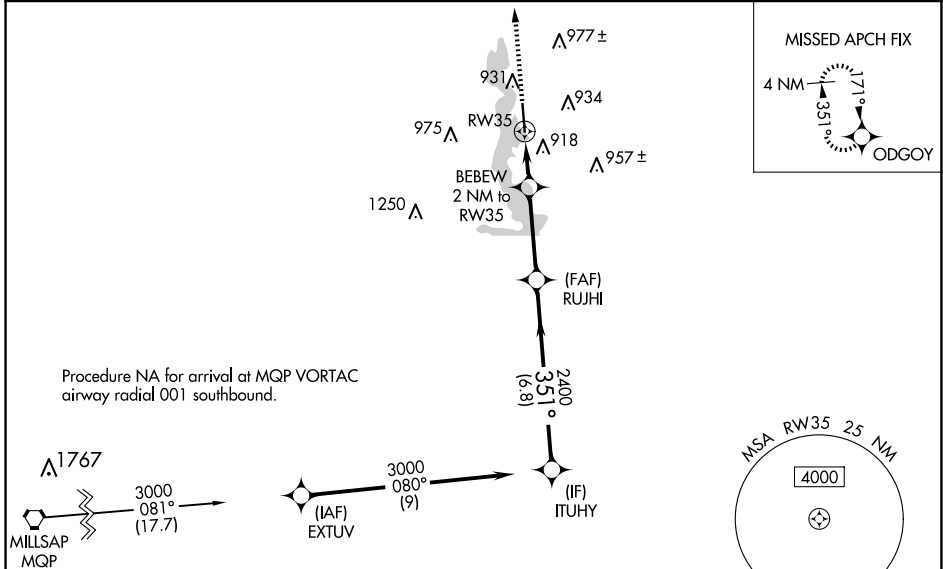 977 ±
MISSED APCH FIX
931
4 NM
171°
934
RW35
351°
975
918
ODGOY
957 ±
BEBEW
2 NM to
RW35
1250
(FAF)
RUJHI
Procedure NA for arrival at MQP VORTAC
airway radial 001 southbound.
2400
351°
(6.8)
MSA RW35 25 NM
1767
4000
3000
080°
(9)
3000
081°
(17.7)
(IAF)
EXTUV
(IF)
ITUHY
MILLSAP
MQP